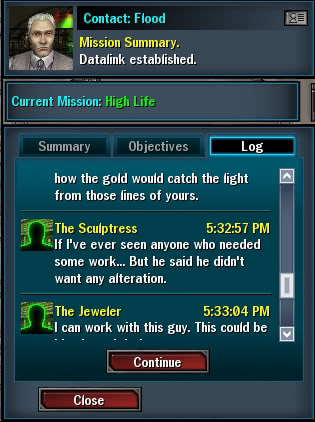 Contact: Flood
Mission Summary.
Datalink established.
Current Mission: High Life
Summary
Objectives
Log
how the gold would catch the light
from those lines of yours.
The Sculptress 5:32:57 PM
If I've ever seen anyone who needed
some work... But he said he didn't
want any alteration.
The Jeweler 5:33:04 PM
I can work with this guy. This could be
Continue
Close